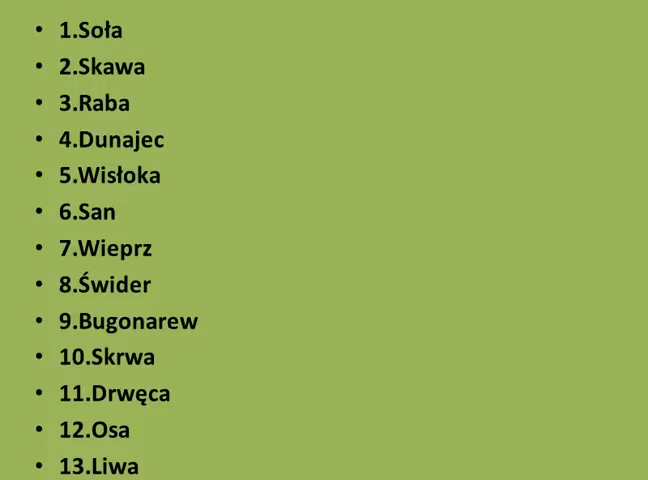 • 1.Soła
• 2.Skawa
• 3.Raba
• 4.Dunajec
• 5.Wisłoka
• 6.San
• 7.Wieprz
• 8.Świder
• 9.Bugonarew
• 10.Skrwa
• 11.Drwęca
• 12.Osa
• 13.Liwa